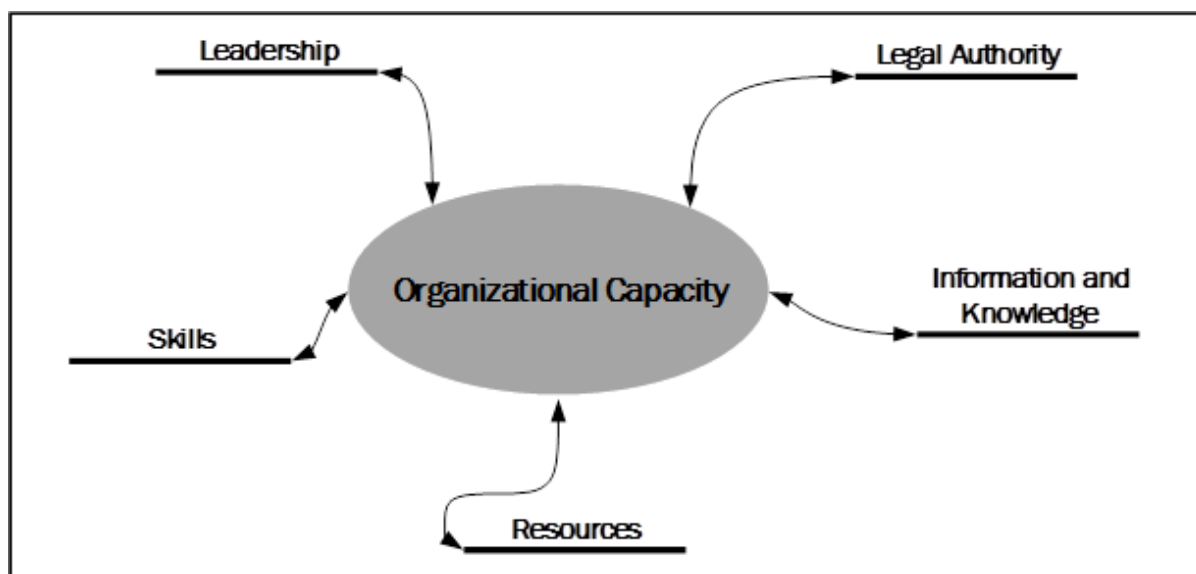 Leadership
Legal Authority
Organizational Capacity
Information and
Knowledge
Skills
Resources